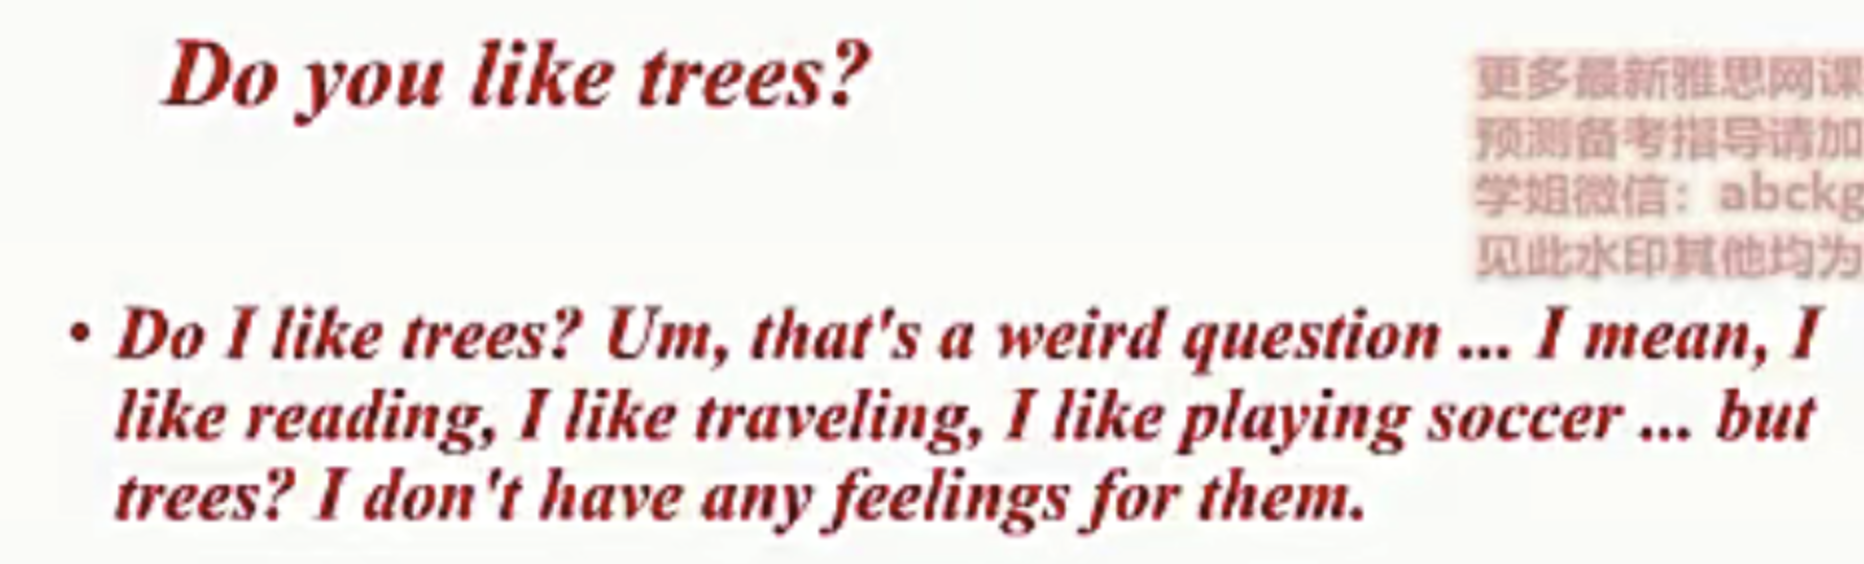 Do you like trees?
更多最新雅思网课
预测备考指导请加
学姐微信：abckg
见此水印其他均为
• Do I like trees? Um, that's a weird question ... I mean, I
like reading, I like traveling, I like playing soccer ... but
trees? I don't have any feelings for them.